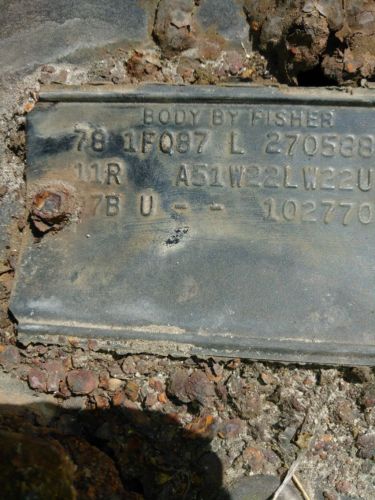 BODY BY FISHER
78 1FQ87 L 270588
11R A51W22LW22U
7B U - - 102770